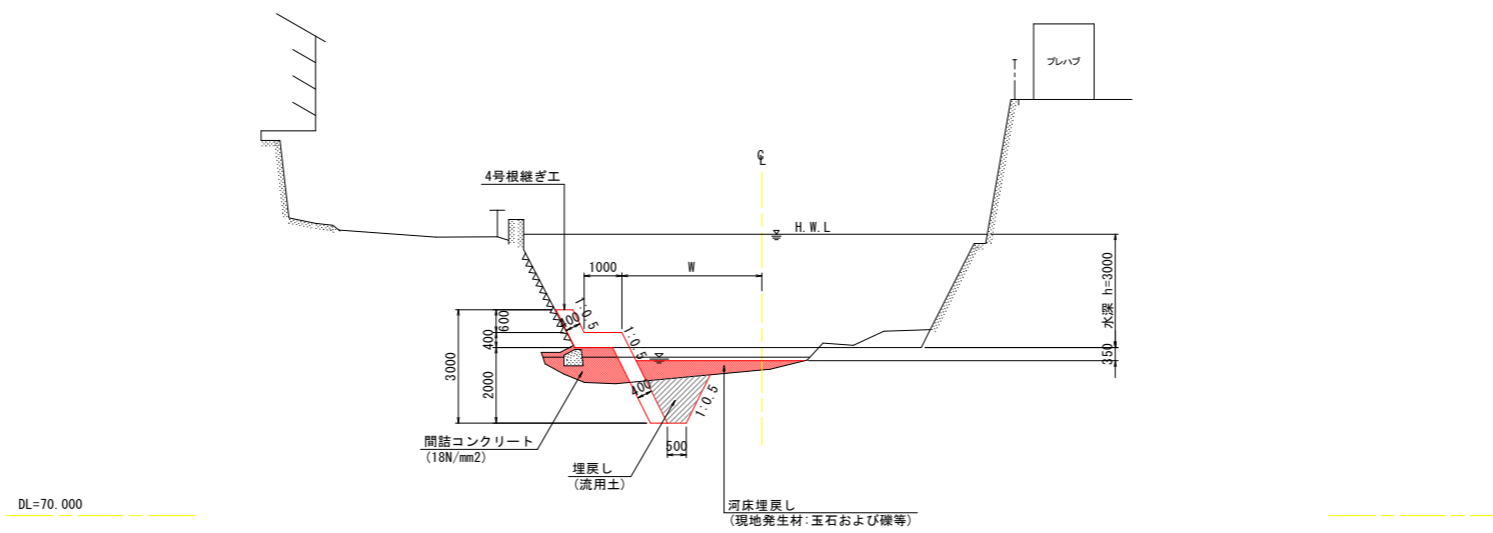 プレハブ
T
℄
4号根継ぎ工
H.W.L
1000
W
水深 h=3000
600
400
1:0.5
400
1:0.5
350
3000
2000
400
1:0.5
500
間詰コンクリート
(18N/mm2)
埋戻し
(流用土)
河床埋戻し
(現地発生材:玉石および礫等)
DL=70.000